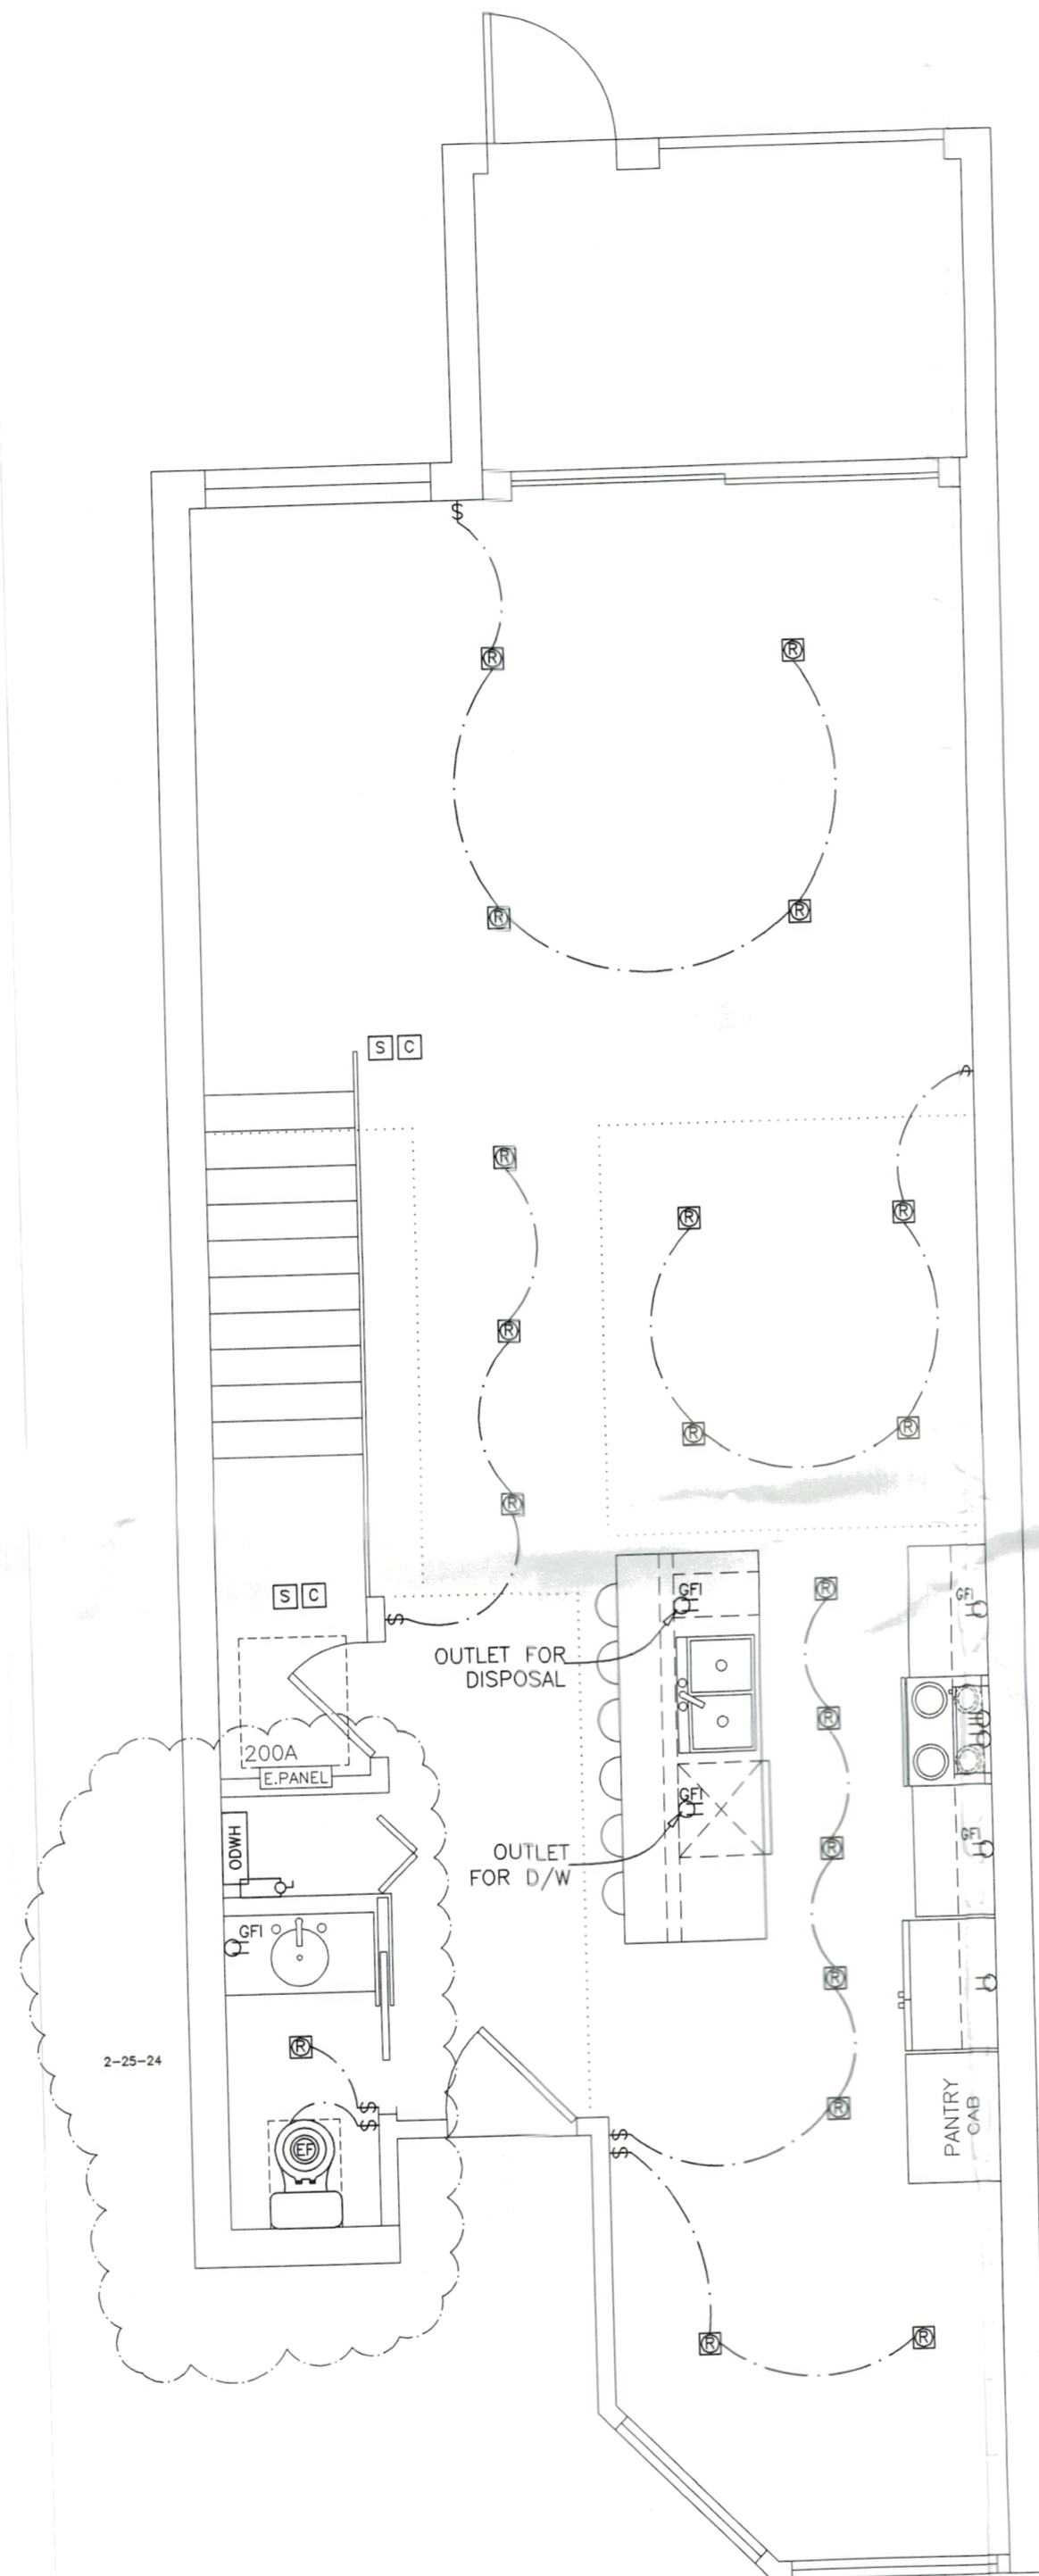 $
R
R
R
R
S C
R
R
R
R
R
S C
$
R
R
R
GFI
OUTLET FOR
DISPOSAL
R
GFI
R
200A
E.PANEL
GFI
OUTLET
FOR D/W
R
GFI
ODWH
GFI
R
R
2-25-24
PANTRY
CAB
R
$
$
EF
$
$
R
R